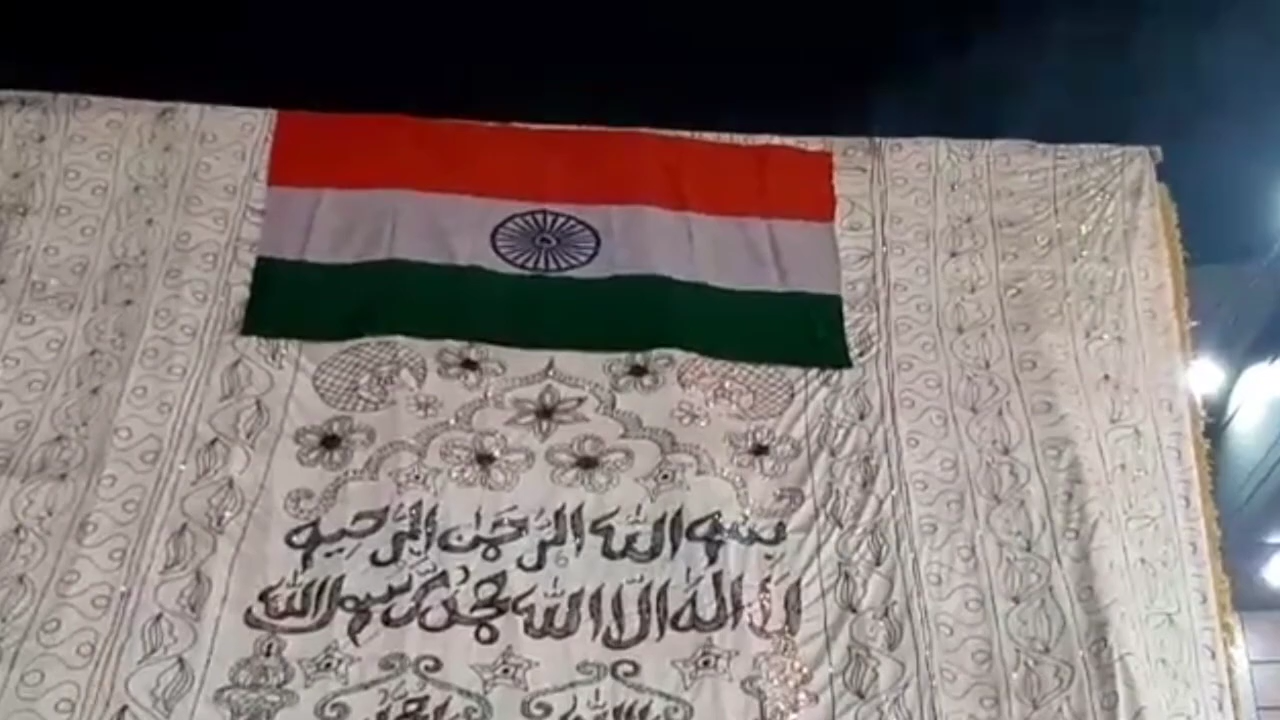 بسم الله الرحمن الرحيم
لا اله الا الله محمد رسول الله